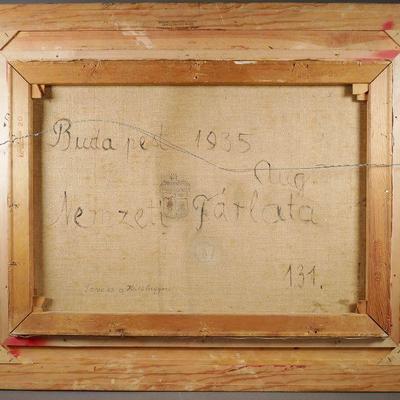 Budapest 1935
Aug.
Nemzeti Tárlata
131.